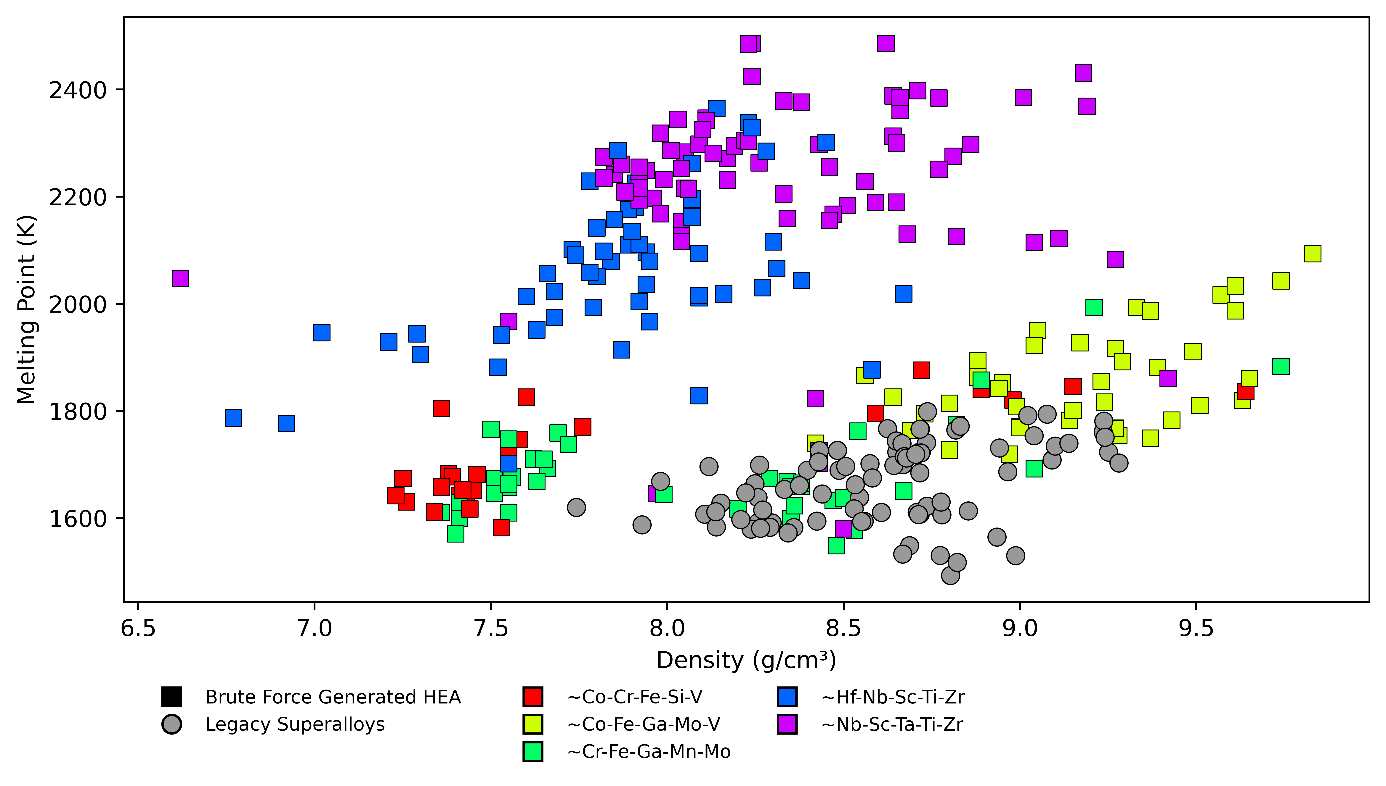 2400
2200
2000
1800
1600
Melting Point (K)
6.5 7.0 7.5 8.0 8.5 9.0 9.5
Density (g/cm³)
Brute Force Generated HEA
Legacy Superalloys
~Co-Cr-Fe-Si-V
~Co-Fe-Ga-Mo-V
~Cr-Fe-Ga-Mn-Mo
~Hf-Nb-Sc-Ti-Zr
~Nb-Sc-Ta-Ti-Zr